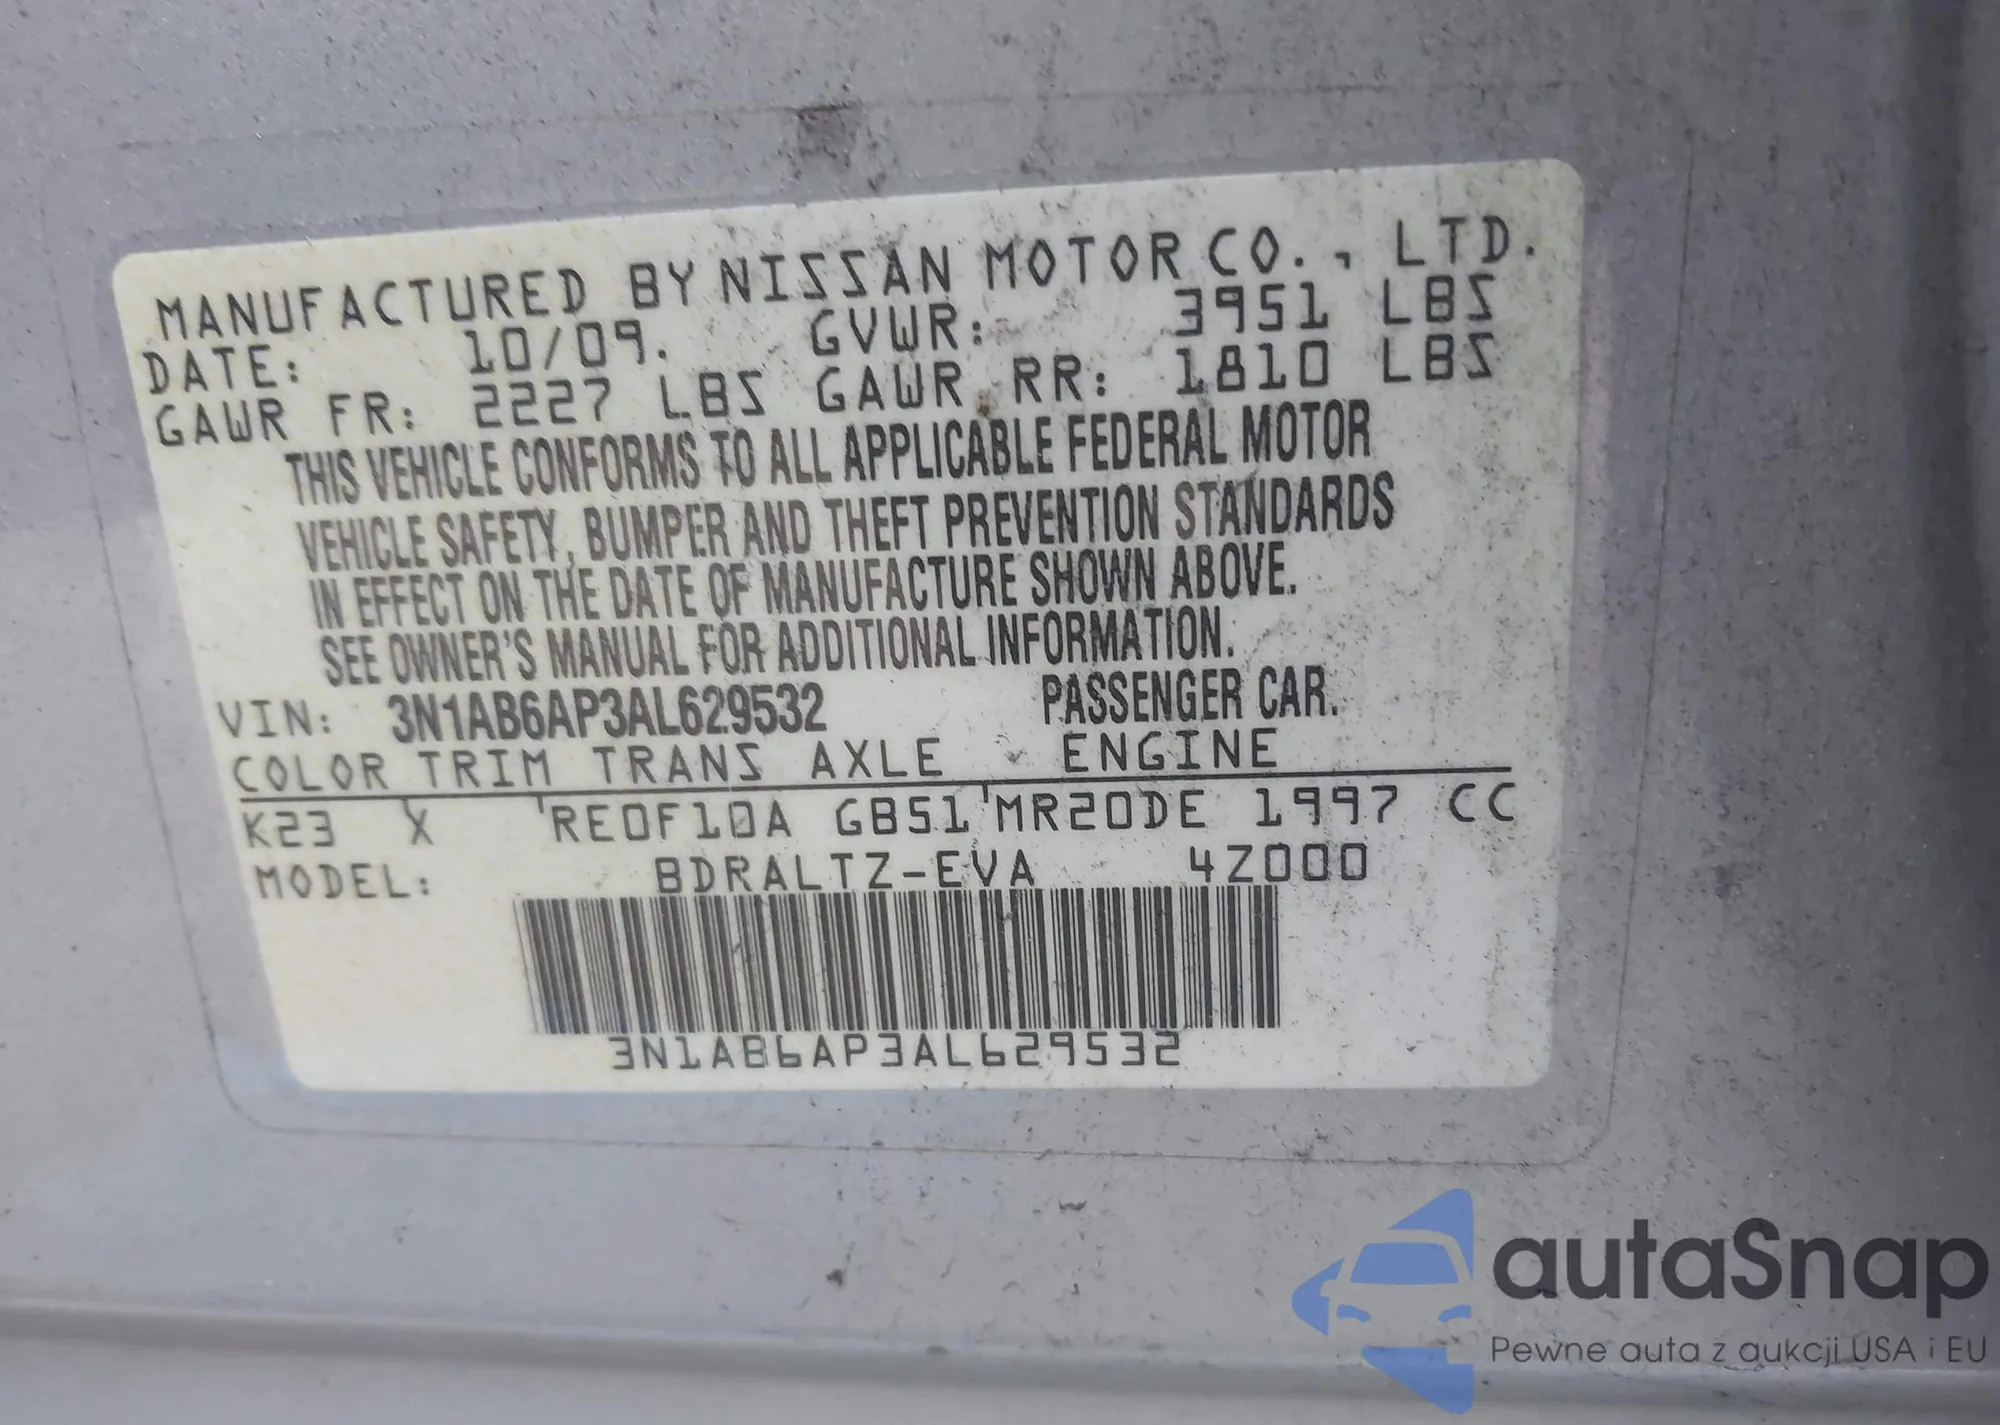 MANUFACTURED BY NISSAN MOTOR CO., LTD.
DATE: 10/09. GVWR: 3951 LBS
GAWR FR: 2227 LBS GAWR RR: 1810 LBS
THIS VEHICLE CONFORMS TO ALL APPLICABLE FEDERAL MOTOR
VEHICLE SAFETY, BUMPER AND THEFT PREVENTION STANDARDS
IN EFFECT ON THE DATE OF MANUFACTURE SHOWN ABOVE.
SEE OWNER'S MANUAL FOR ADDITIONAL INFORMATION.
VIN: 3N1AB6AP3AL629532 PASSENGER CAR.
COLOR TRIM TRANS AXLE ENGINE
K23 X RE0F10A GB51 MR20DE 1997 CC
MODEL: BDRALTZ-EVA 4Z000
3N1AB6AP3AL629532
autaSnap
Pewne auta z aukcji USA i EU